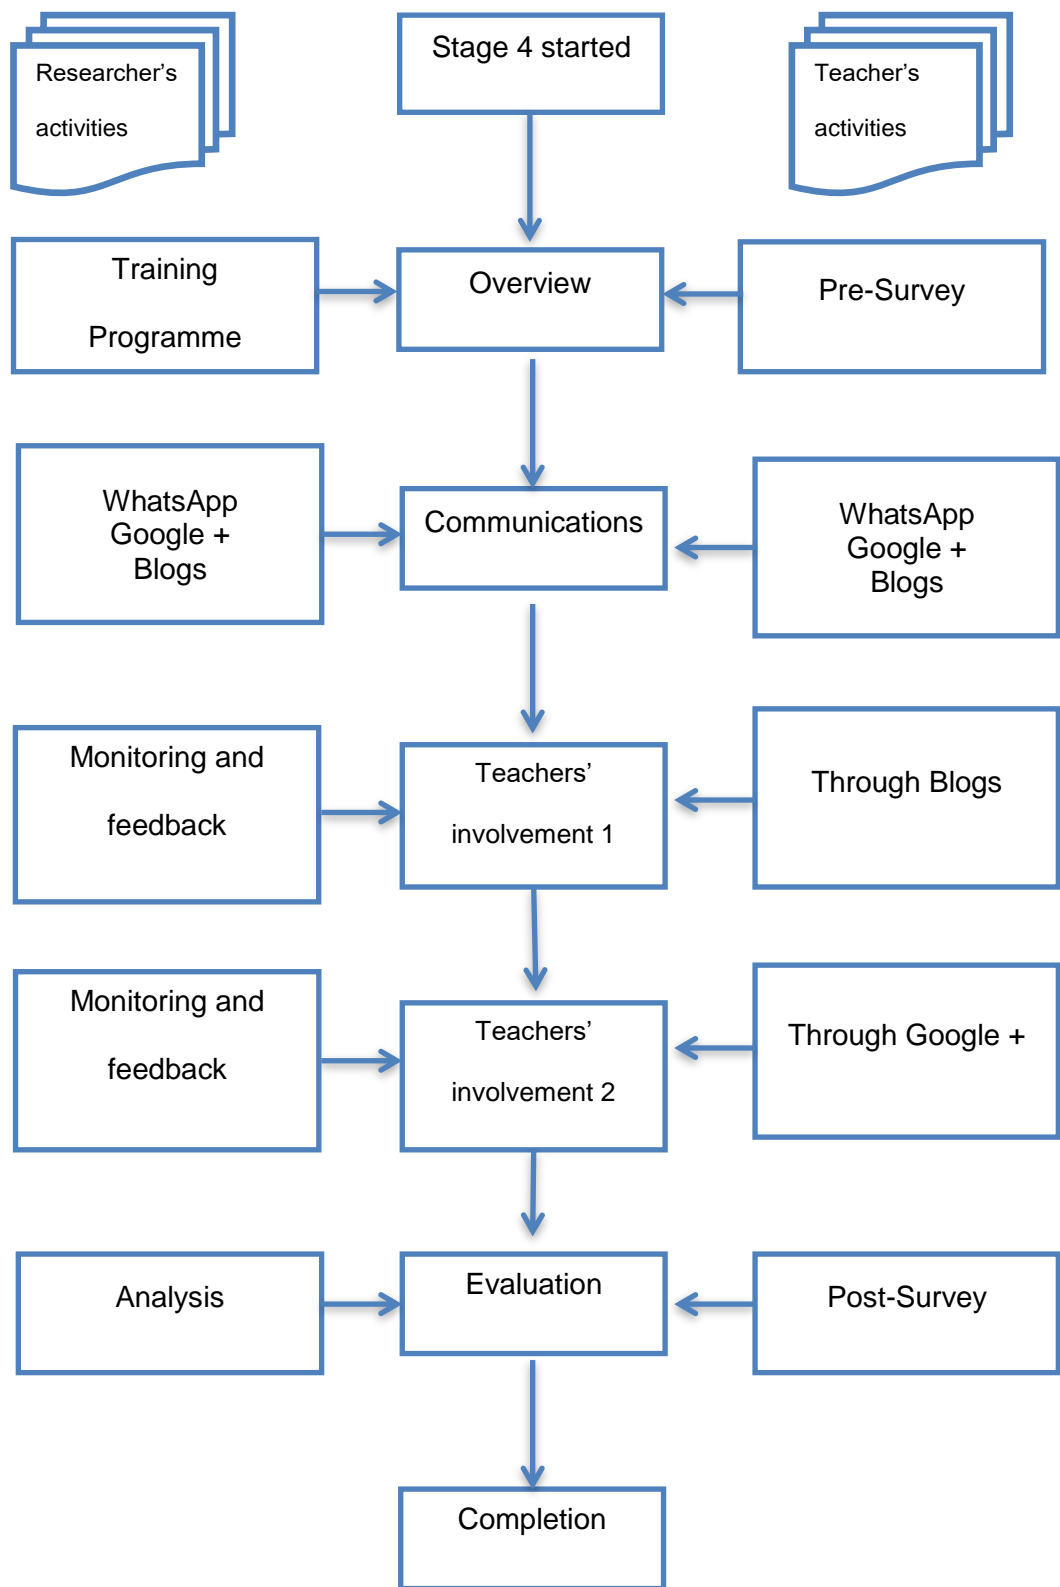 Researcher’s
activities
Stage 4 started
Teacher’s
activities
Training
Programme
Overview
Pre-Survey
WhatsApp
Google +
Blogs
Communications
WhatsApp
Google +
Blogs
Monitoring and
feedback
Teachers’
involvement 1
Through Blogs
Monitoring and
feedback
Teachers’
involvement 2
Through Google +
Analysis
Evaluation
Post-Survey
Completion